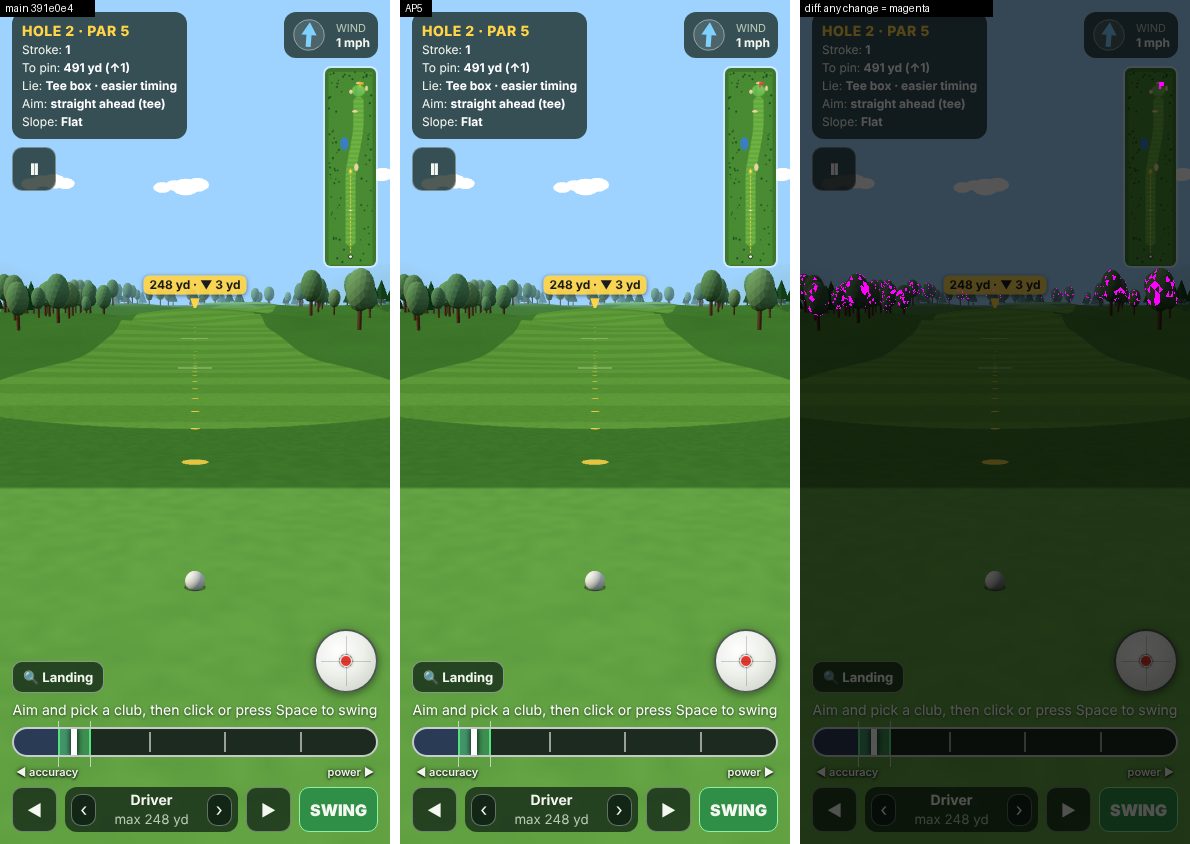 main 391e0e4
HOLE 2 · PAR 5
Stroke: 1
To pin: 491 yd (↑1)
Lie: Tee box · easier timing
Aim: straight ahead (tee)
Slope: Flat
WIND
1 mph
248 yd · ▼ 3 yd
🔍 Landing
Aim and pick a club, then click or press Space to swing
◀ accuracy
power ▶
◀
‹
Driver
max 248 yd
›
▶
SWING
AP5
HOLE 2 · PAR 5
Stroke: 1
To pin: 491 yd (↑1)
Lie: Tee box · easier timing
Aim: straight ahead (tee)
Slope: Flat
WIND
1 mph
248 yd · ▼ 3 yd
🔍 Landing
Aim and pick a club, then click or press Space to swing
◀ accuracy
power ▶
◀
‹
Driver
max 248 yd
›
▶
SWING
diff: any change = magenta
HOLE 2 · PAR 5
Stroke: 1
To pin: 491 yd (↑1)
Lie: Tee box · easier timing
Aim: straight ahead (tee)
Slope: Flat
WIND
1 mph
248 yd · ▼ 3 yd
🔍 Landing
Aim and pick a club, then click or press Space to swing
◀ accuracy
power ▶
◀
‹
Driver
max 248 yd
›
▶
SWING